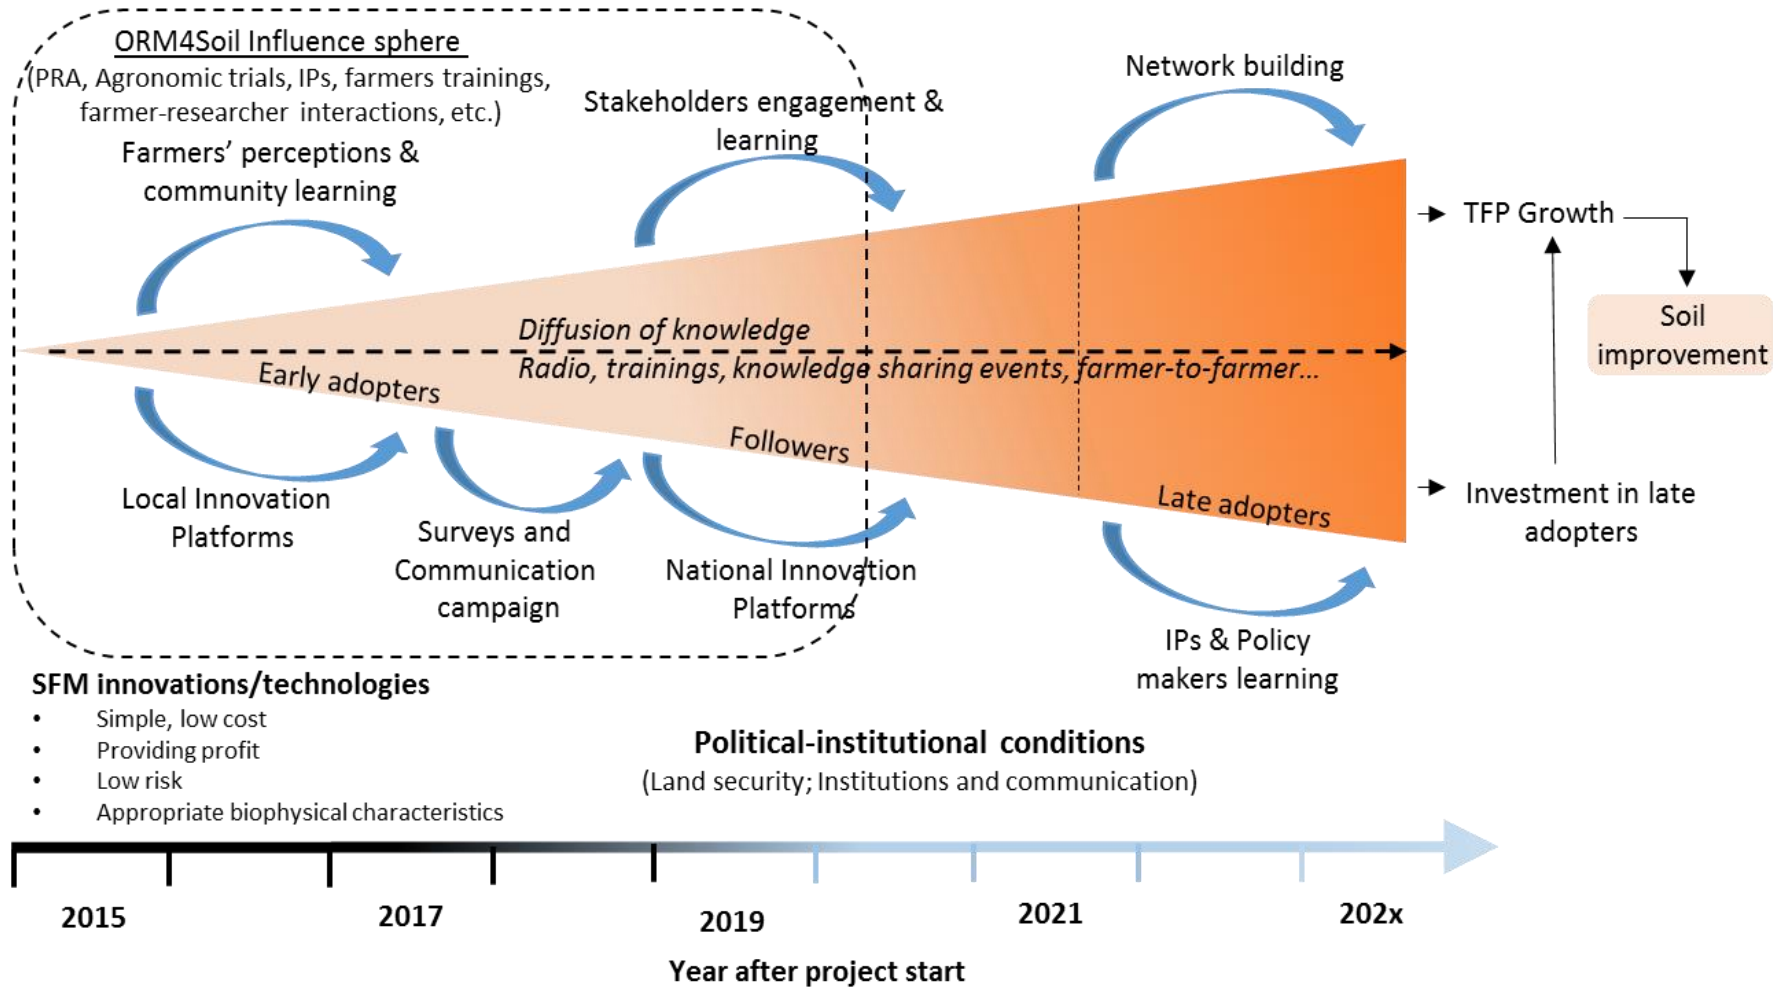 ORM4Soil Influence sphere
(PRA, Agronomic trials, IPs, farmers trainings,
farmer-researcher interactions, etc.)
Farmers' perceptions &
community learning
Stakeholders engagement &
learning
Network building
TFP Growth
Soil
improvement
Diffusion of knowledge
Radio, trainings, knowledge sharing events, farmer-to-farmer...
Early adopters
Followers
Late adopters
Investment in late
adopters
Local Innovation
Platforms
Surveys and
Communication
campaign
National Innovation
Platforms
IPs & Policy
makers learning
SFM innovations/technologies
• Simple, low cost
• Providing profit
• Low risk
• Appropriate biophysical characteristics
Political-institutional conditions
(Land security; Institutions and communication)
2015 2017 2019 2021 202x
Year after project start